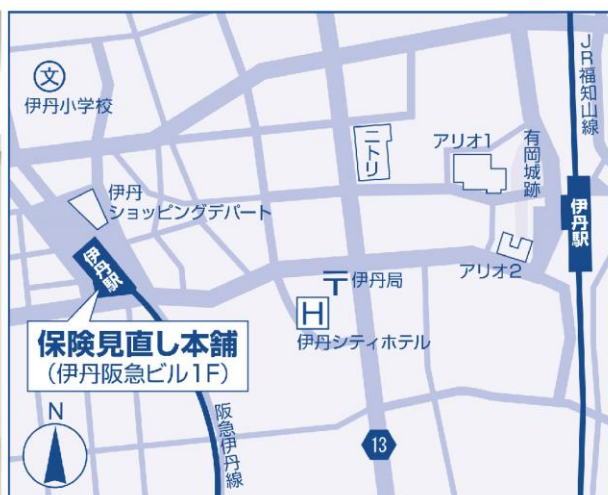 文
伊丹小学校
JR福知山線
ニトリ
アリオ1
有岡城跡
伊丹
ショッピングデパート
伊丹駅
伊丹駅
アリオ2
〒伊丹局
H
伊丹シティホテル
保険見直し本舗
(伊丹阪急ビル1F)
阪急伊丹線
N
13